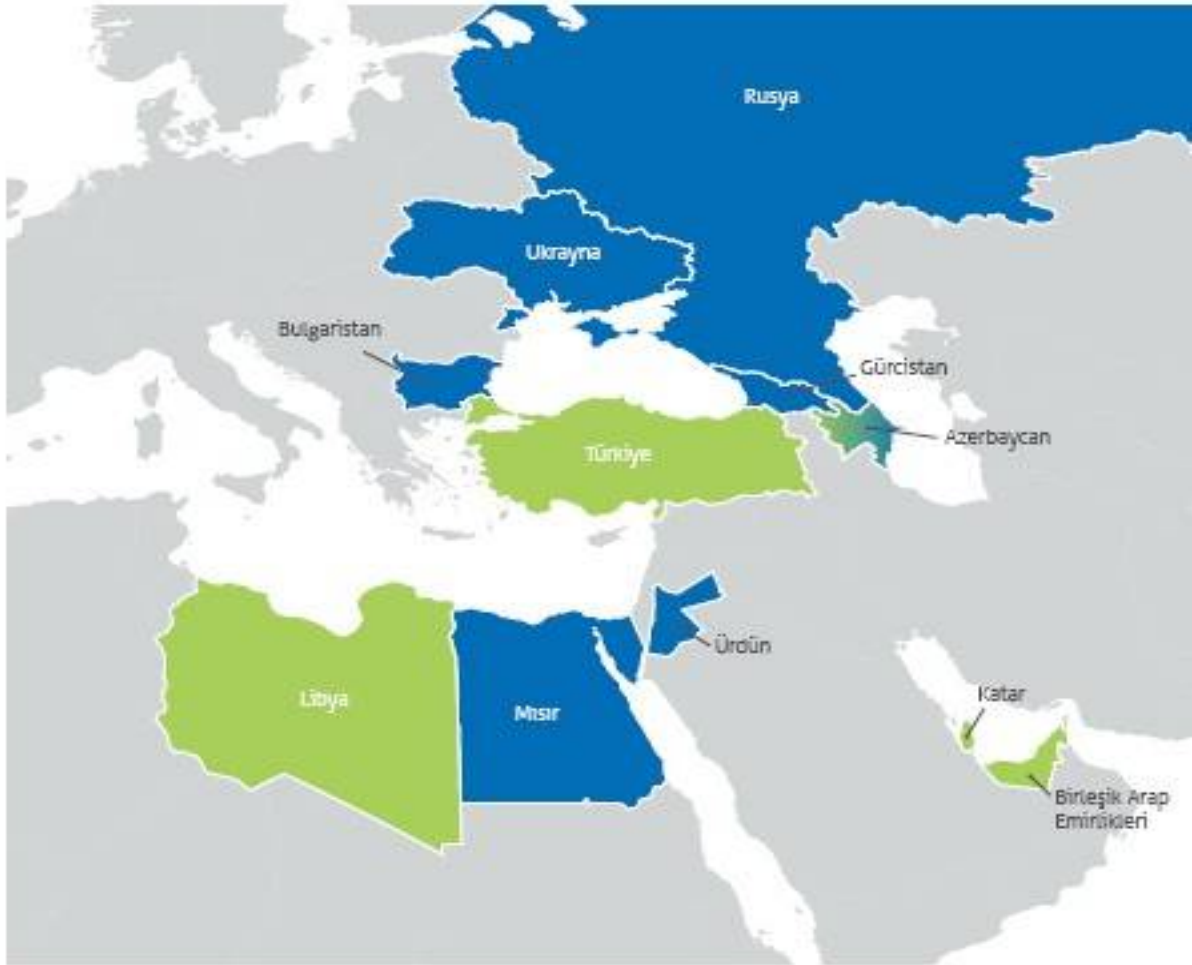 Rusya
Ukrayna
Bulgaristan
Gürcistan
Azerbaycan
Türkiye
Ürdün
Libya
Mısır
Katar
Birleşik Arap
Emirlikleri